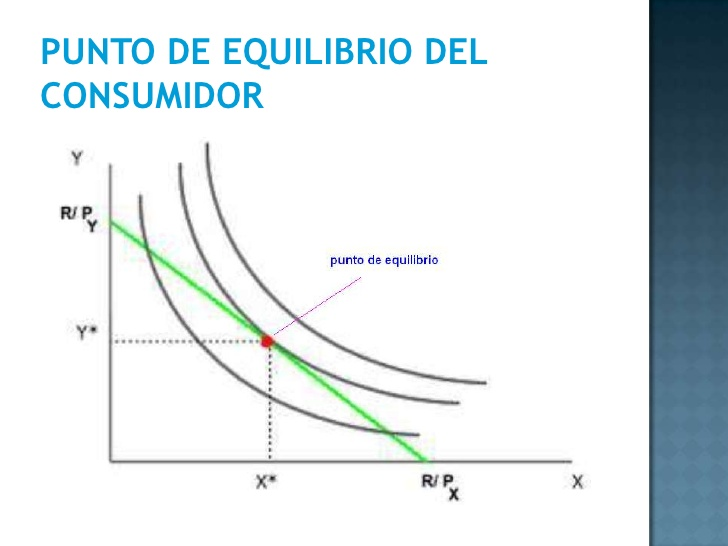 PUNTO DE EQUILIBRIO DEL
CONSUMIDOR
Y
R/ P
Y
punto de equilibrio
Y*
X*
R/ P
X
X